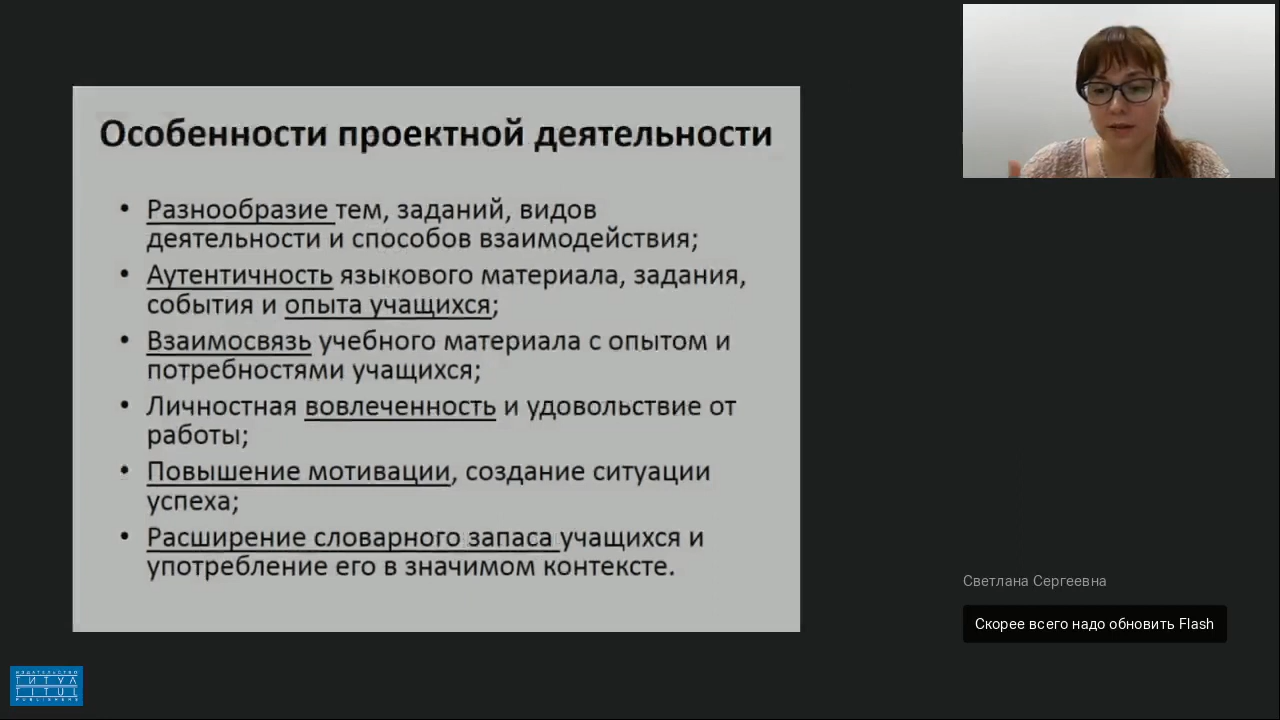 Особенности проектной деятельности
• Разнообразие тем, заданий, видов
деятельности и способов взаимодействия;
• Аутентичность языкового материала, задания,
события и опыта учащихся;
• Взаимосвязь учебного материала с опытом и
потребностями учащихся;
• Личностная вовлеченность и удовольствие от
работы;
• Повышение мотивации, создание ситуации
успеха;
• Расширение словарного запаса учащихся и
употребление его в значимом контексте.
Светлана Сергеевна
Скорее всего надо обновить Flash
ИЗДАТЕЛЬСТВО
ТИТУЛ
TITUL
PUBLISHERS